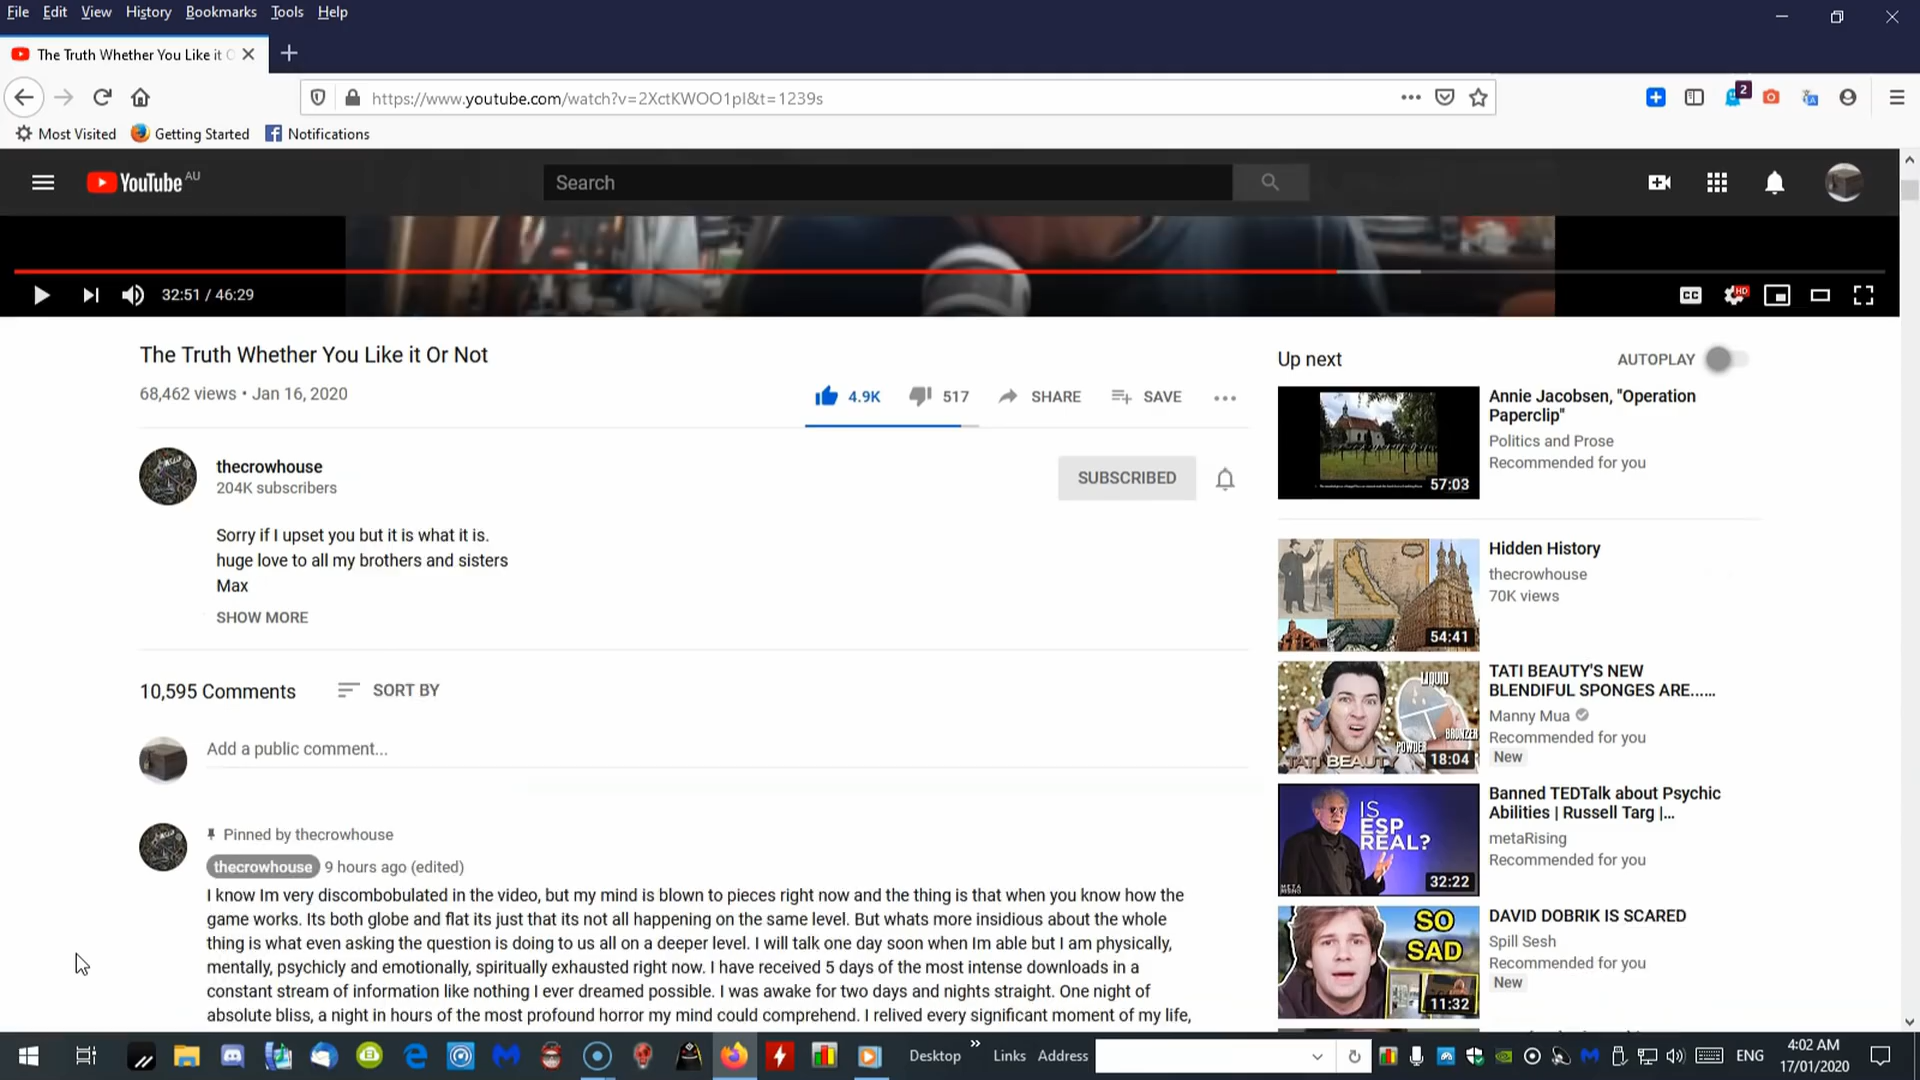 File Edit View History Bookmarks Tools Help
The Truth Whether You Like it O
https://www.youtube.com/watch?v=2XctKWOO1pI&t=1239s
2
Most Visited Getting Started Notifications
YouTube AU
Search
32:51 / 46:29
CC HD
The Truth Whether You Like it Or Not
68,462 views • Jan 16, 2020
4.9K 517 SHARE SAVE
thecrowhouse
204K subscribers
SUBSCRIBED
Sorry if I upset you but it is what it is.
huge love to all my brothers and sisters
Max
SHOW MORE
10,595 Comments SORT BY
Add a public comment...
Pinned by thecrowhouse
thecrowhouse 9 hours ago (edited)
I know Im very discombobulated in the video, but my mind is blown to pieces right now and the thing is that when you know how the
game works. Its both globe and flat its just that its not all happening on the same level. But whats more insidious about the whole
thing is what even asking the question is doing to us all on a deeper level. I will talk one day soon when Im able but I am physically,
mentally, psychicly and emotionally, spiritually exhausted right now. I have received 5 days of the most intense downloads in a
constant stream of information like nothing I ever dreamed possible. I was awake for two days and nights straight. One night of
absolute bliss, a night in hours of the most profound horror my mind could comprehend. I relived every significant moment of my life,
Up next
AUTOPLAY
57:03
Annie Jacobsen, "Operation
Paperclip"
Politics and Prose
Recommended for you
54:41
Hidden History
thecrowhouse
70K views
LIQUID
POWDER
BRONZER
TATI BEAUTY
18:04
TATI BEAUTY'S NEW
BLENDIFUL SPONGES ARE......
Manny Mua
Recommended for you
New
IS
ESP
REAL?
32:22
Banned TEDTalk about Psychic
Abilities | Russell Targ |...
metaRising
Recommended for you
SO
SAD
11:32
DAVID DOBRIK IS SCARED
Spill Sesh
Recommended for you
New
Desktop » Links Address
ENG
4:02 AM
17/01/2020